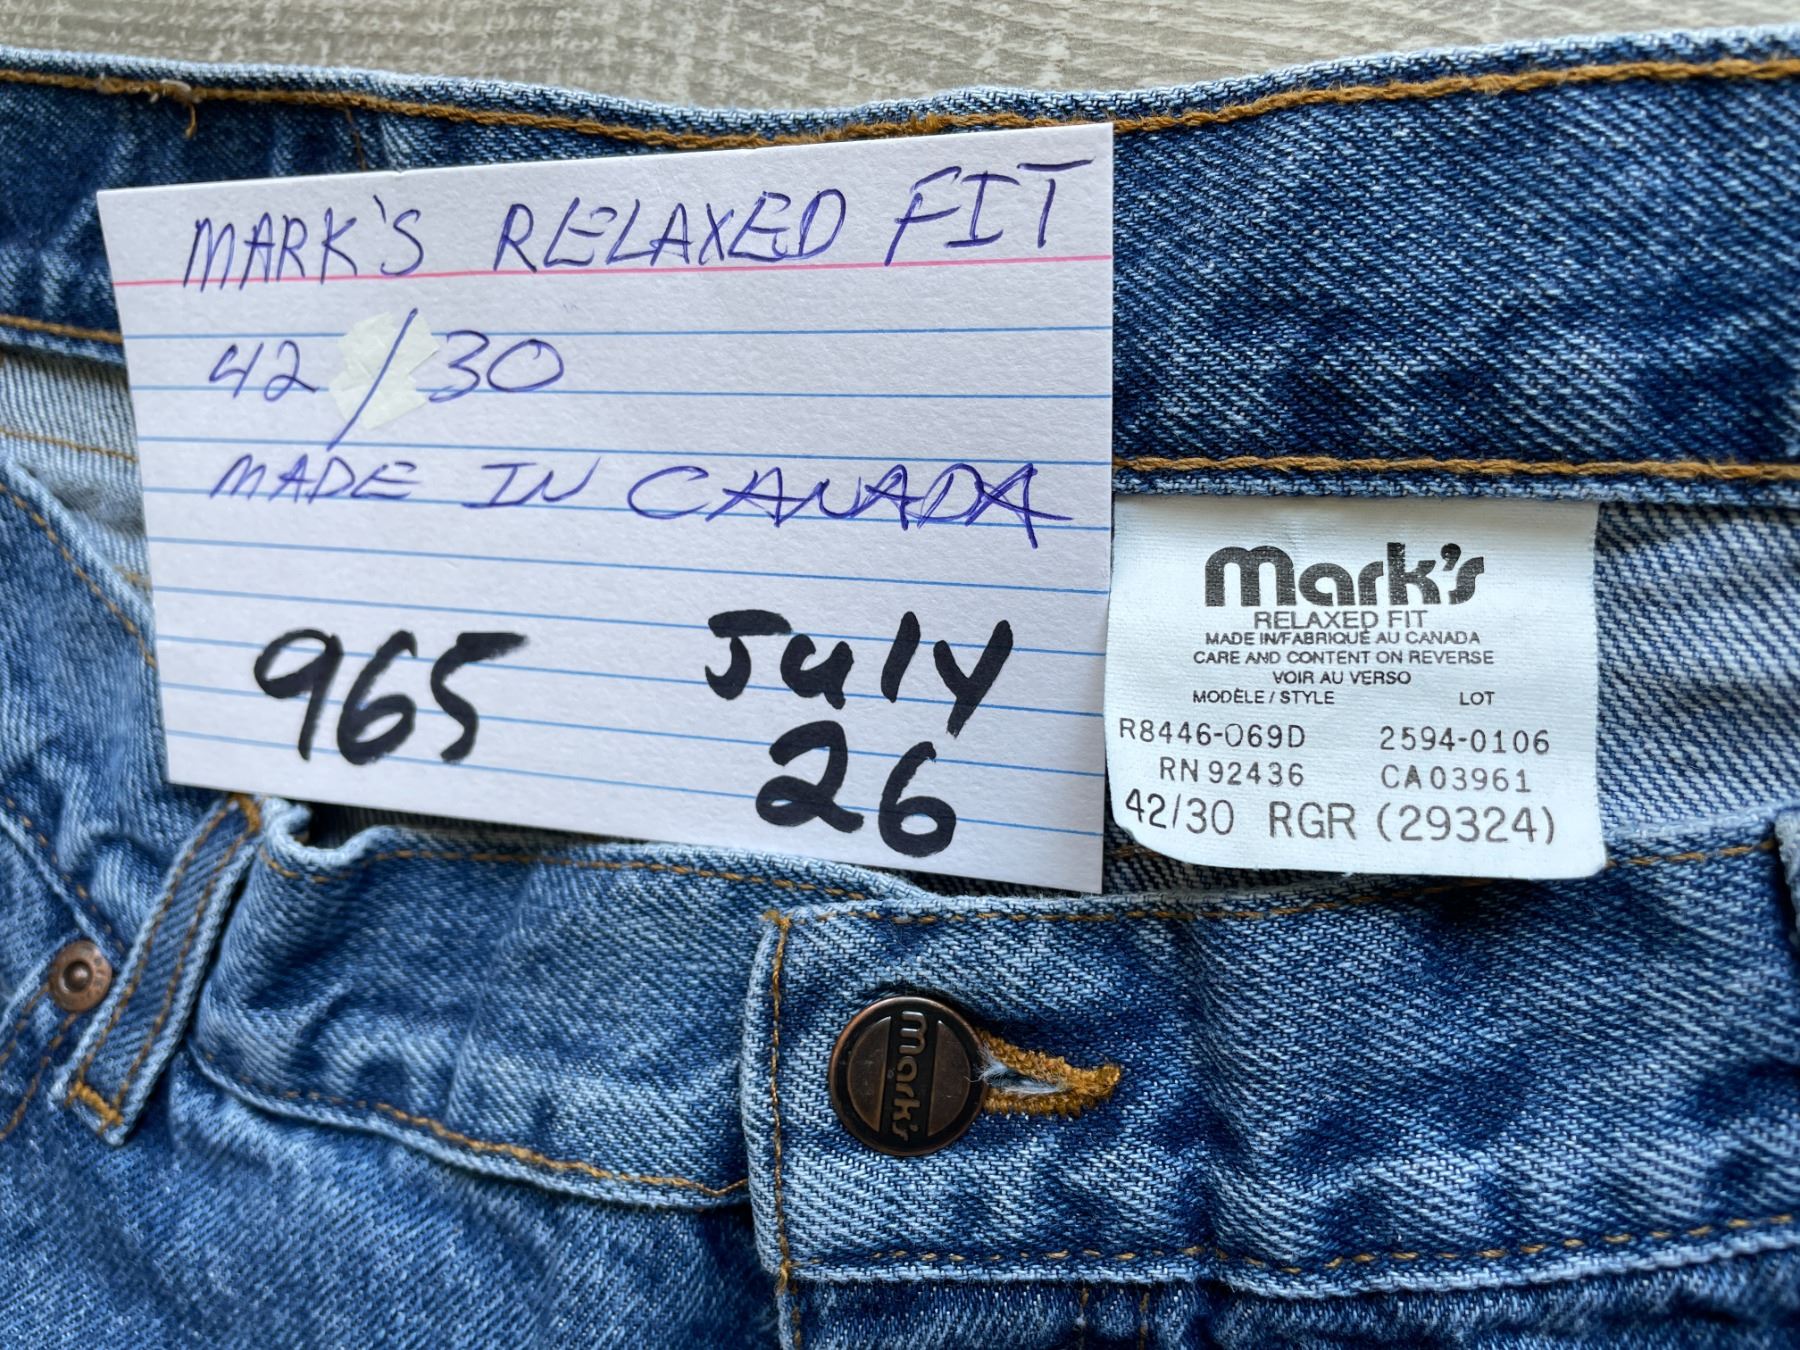 MARK'S RELAXED FIT
42/30
MADE IN CANADA
965 July
26
Mark's
RELAXED FIT
MADE IN/FABRIQUÉ AU CANADA
CARE AND CONTENT ON REVERSE
VOIR AU VERSO
MODÈLE / STYLE LOT
R8446-069D 2594-0106
RN 92436 CA 03961
42/30 RGR (29324)
Mark's